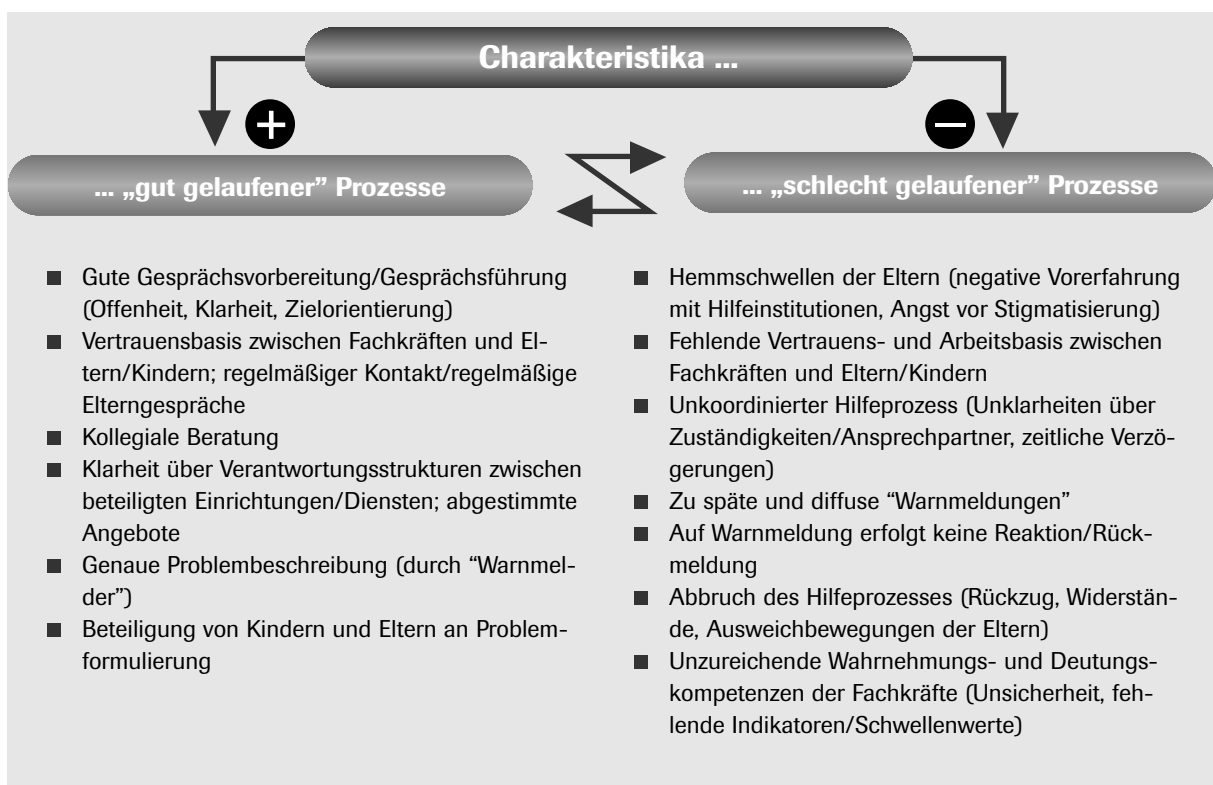 Charakteristika ...
... „gut gelaufener” Prozesse
■ Gute Gesprächsvorbereitung/Gesprächsführung
(Offenheit, Klarheit, Zielorientierung)
■ Vertrauensbasis zwischen Fachkräften und El-
tern/Kindern; regelmäßiger Kontakt/regelmäßige
Elterngespräche
■ Kollegiale Beratung
■ Klarheit über Verantwortungsstrukturen zwischen
beteiligten Einrichtungen/Diensten; abgestimmte
Angebote
■ Genaue Problembeschreibung (durch “Warnmel-
der”)
■ Beteiligung von Kindern und Eltern an Problem-
formulierung
... „schlecht gelaufener” Prozesse
■ Hemmschwellen der Eltern (negative Vorerfahrung
mit Hilfeinstitutionen, Angst vor Stigmatisierung)
■ Fehlende Vertrauens- und Arbeitsbasis zwischen
Fachkräften und Eltern/Kindern
■ Unkoordinierter Hilfeprozess (Unklarheiten über
Zuständigkeiten/Ansprechpartner, zeitliche Verzö-
gerungen)
■ Zu späte und diffuse “Warnmeldungen”
■ Auf Warnmeldung erfolgt keine Reaktion/Rück-
meldung
■ Abbruch des Hilfeprozesses (Rückzug, Widerstän-
de, Ausweichbewegungen der Eltern)
■ Unzureichende Wahrnehmungs- und Deutungs-
kompetenzen der Fachkräfte (Unsicherheit, feh-
lende Indikatoren/Schwellenwerte)